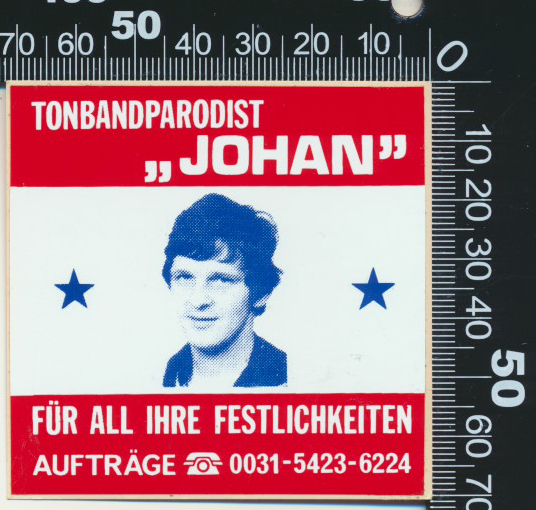 50
70 60 40 30 20 10 0
TONBANDPARODIST
„JOHAN”
10
20
30
40
50
60
70
FÜR ALL IHRE FESTLICHKEITEN
AUFTRÄGE ☎ 0031-5423-6224